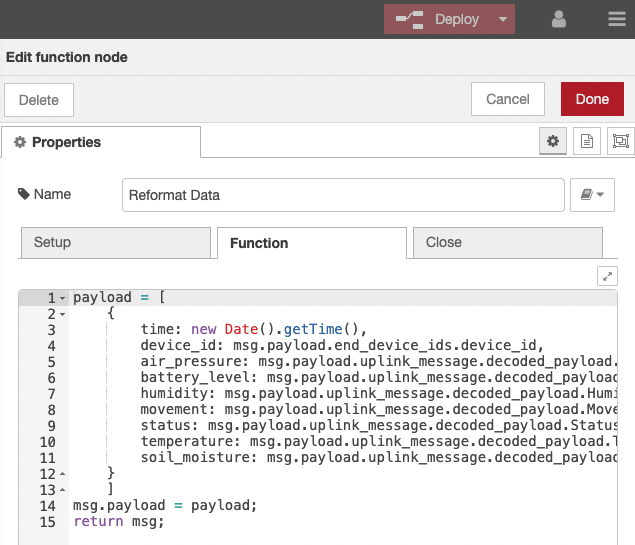 Deploy
Edit function node
Delete
Cancel
Done
Properties
Name
Reformat Data
Setup
Function
Close
1 payload = [
2 {
3 time: new Date().getTime(),
4 device_id: msg.payload.end_device_ids.device_id,
5 air_pressure: msg.payload.uplink_message.decoded_payload.
6 battery_level: msg.payload.uplink_message.decoded_payload
7 humidity: msg.payload.uplink_message.decoded_payload.Humi
8 movement: msg.payload.uplink_message.decoded_payload.Move
9 status: msg.payload.uplink_message.decoded_payload.Status
10 temperature: msg.payload.uplink_message.decoded_payload.T
11 soil_moisture: msg.payload.uplink_message.decoded_payload
12 }
13 ]
14 msg.payload = payload;
15 return msg;